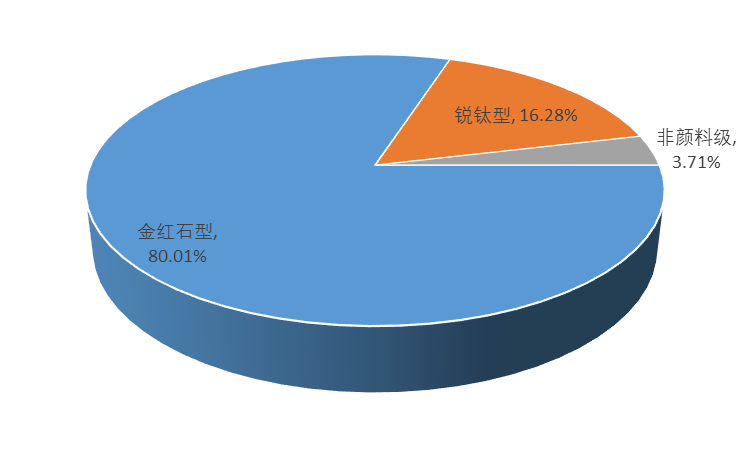 锐钛型, 16.28%
非颜料级,
3.71%
金红石型,
80.01%